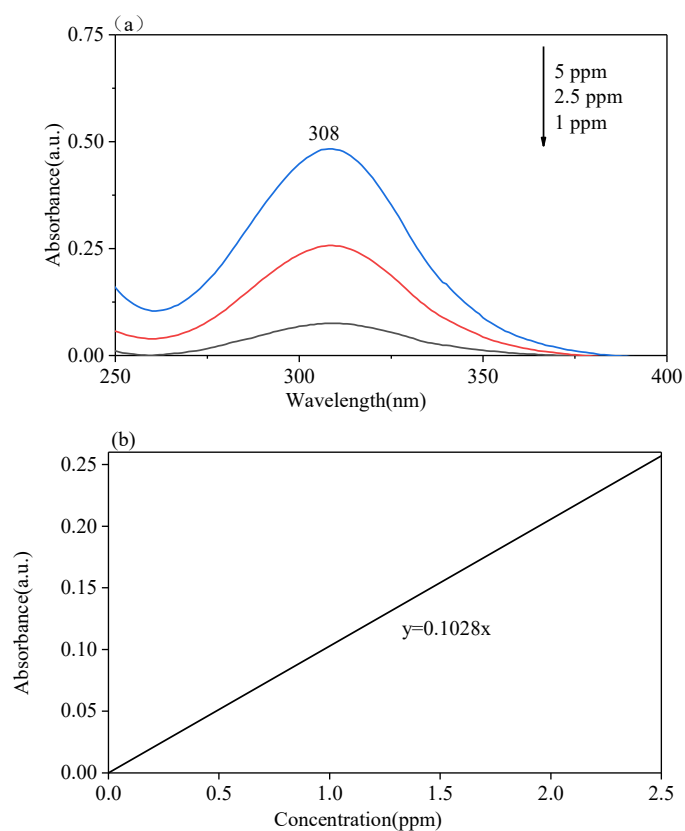 （a）
0.75
0.50
0.25
0.00
Absorbance(a.u.)
308
5 ppm
2.5 ppm
1 ppm
250
300
350
400
Wavelength(nm)
(b)
0.25
0.20
0.15
0.10
0.05
0.00
Absorbance(a.u.)
y=0.1028x
0.0
0.5
1.0
1.5
2.0
2.5
Concentration(ppm)